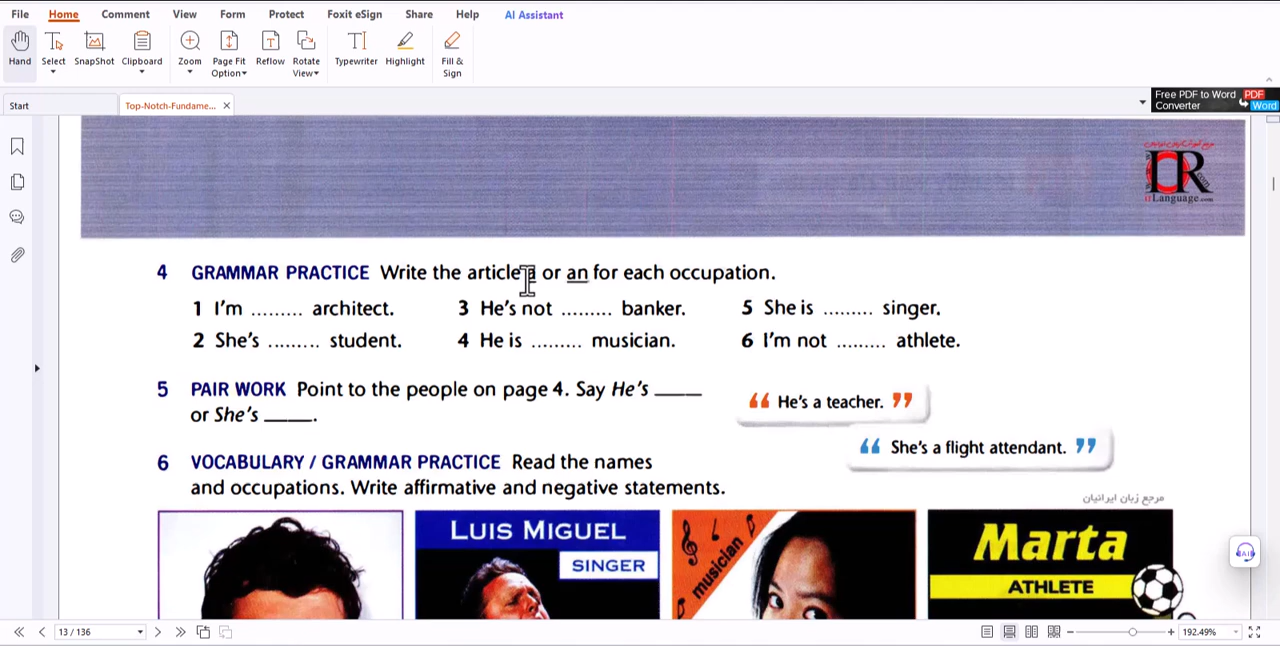 File Home Comment View Form Protect Foxit eSign Share Help AI Assistant
Hand Select SnapShot Clipboard Zoom Page Fit Option Reflow Rotate View Typewriter Highlight Fill & Sign
Start Top-Notch-Fundame...
Free PDF to Word Converter PDF Word
IR
irLanguage.com
4 GRAMMAR PRACTICE Write the article a or an for each occupation.
1 I'm ......... architect. 3 He's not ......... banker. 5 She is ......... singer.
2 She's ......... student. 4 He is ......... musician. 6 I'm not ......... athlete.
5 PAIR WORK Point to the people on page 4. Say He's ____
or She's ____.
“ He's a teacher. ”
“ She's a flight attendant. ”
6 VOCABULARY / GRAMMAR PRACTICE Read the names
and occupations. Write affirmative and negative statements.
مرجع زبان ایرانیان
LUIS MIGUEL
SINGER
musician
Marta
ATHLETE
13 / 136
192.49%